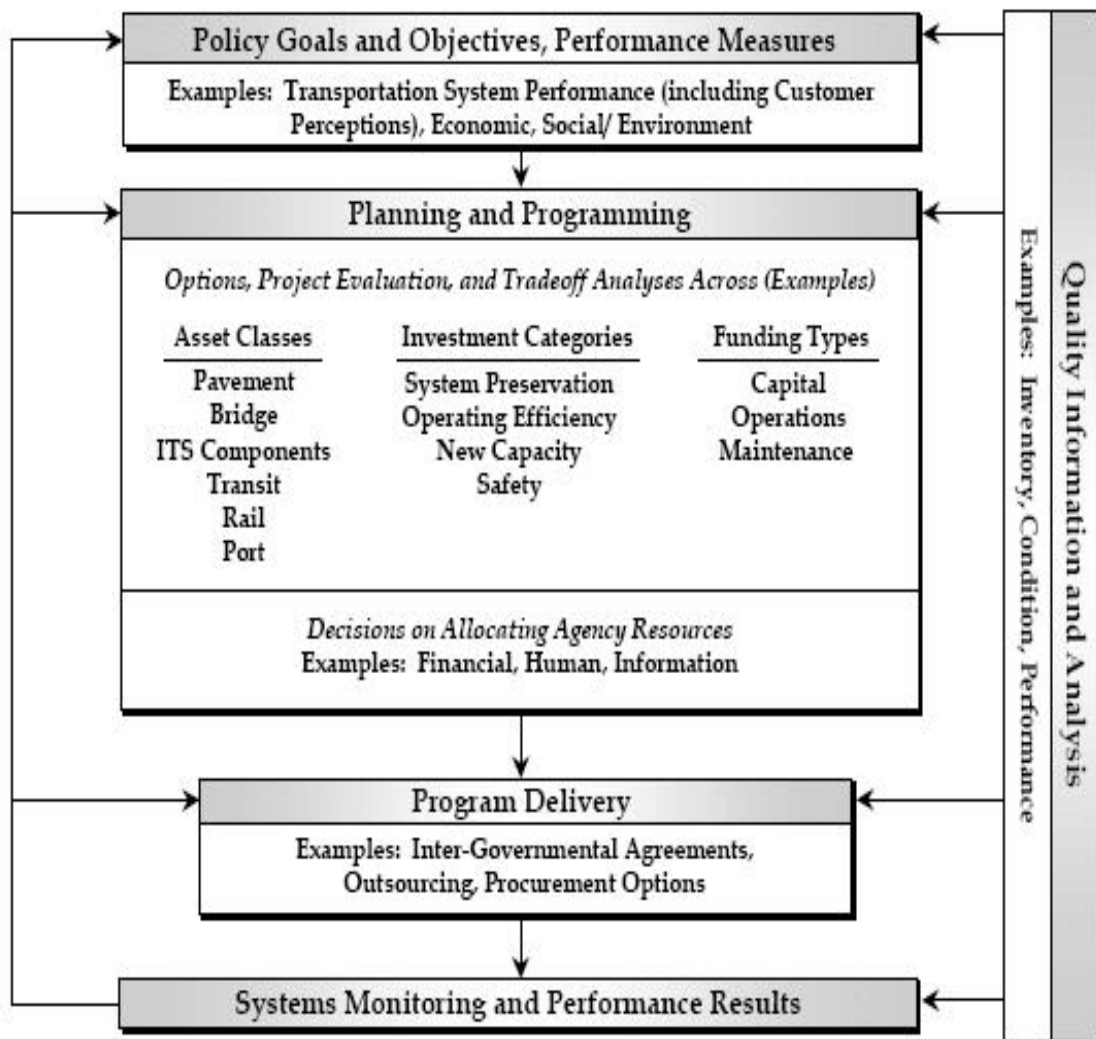 Policy Goals and Objectives, Performance Measures
Examples: Transportation System Performance (including Customer
Perceptions), Economic, Social/ Environment
Planning and Programming
Options, Project Evaluation, and Tradeoff Analyses Across (Examples)
Asset Classes
Pavement
Bridge
ITS Components
Transit
Rail
Port
Investment Categories
System Preservation
Operating Efficiency
New Capacity
Safety
Funding Types
Capital
Operations
Maintenance
Decisions on Allocating Agency Resources
Examples: Financial, Human, Information
Program Delivery
Examples: Inter-Governmental Agreements,
Outsourcing, Procurement Options
Systems Monitoring and Performance Results
Quality Information and Analysis
Examples: Inventory, Condition, Performance